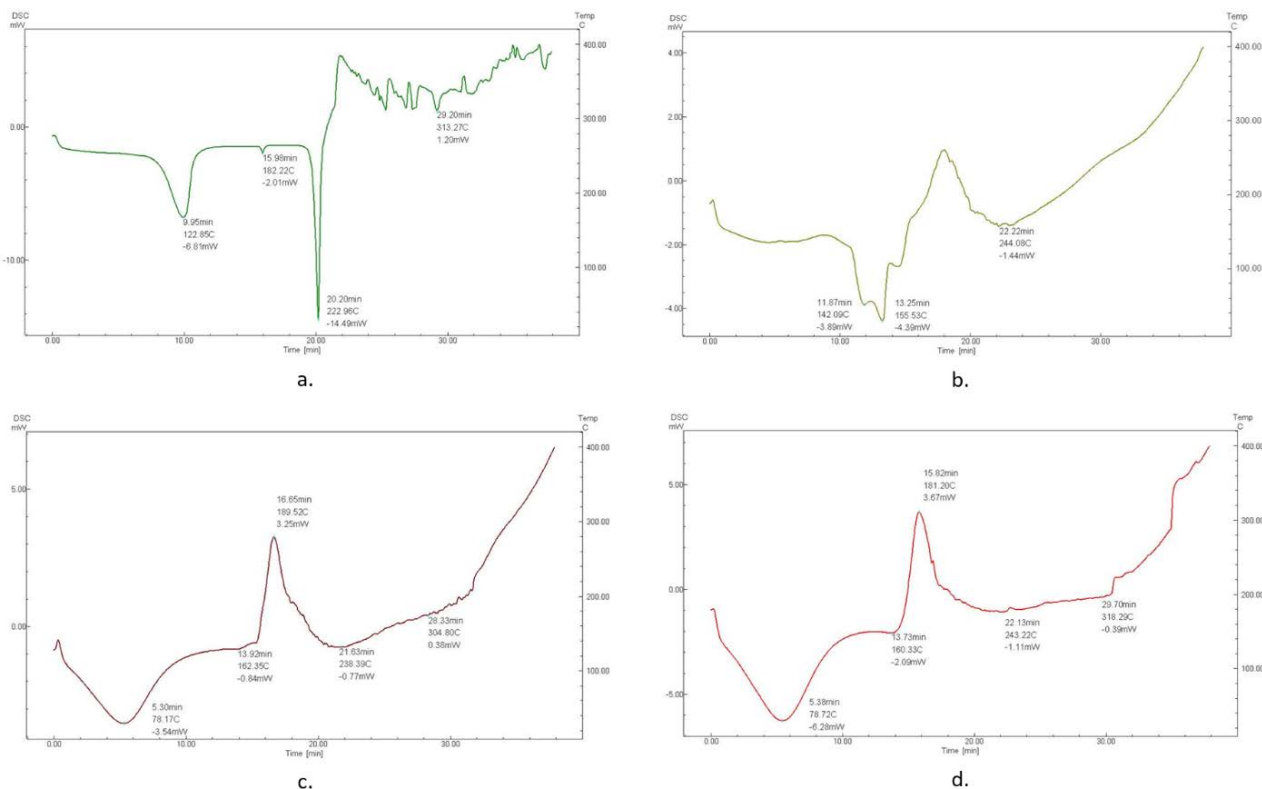 DSC
mW
Temp
C
0.00
-10.00
400.00
300.00
200.00
100.00
9.95min
122.85C
-6.81mW
15.98min
182.22C
-2.01mW
20.20min
222.96C
-14.49mW
29.20min
313.27C
1.20mW
0.00
10.00
20.00
30.00
Time [min]
a.
DSC
mW
Temp
C
4.00
2.00
0.00
-2.00
-4.00
400.00
300.00
200.00
100.00
11.87min
142.09C
-3.89mW
13.25min
155.53C
-4.39mW
22.22min
244.08C
-1.44mW
0.00
10.00
20.00
30.00
Time [min]
b.
DSC
mW
Temp
C
5.00
0.00
400.00
300.00
200.00
100.00
5.30min
78.17C
-3.54mW
13.92min
162.35C
-0.84mW
16.65min
189.52C
3.25mW
21.63min
238.39C
-0.77mW
28.33min
304.80C
0.38mW
0.00
10.00
20.00
30.00
Time [min]
c.
DSC
mW
Temp
C
5.00
0.00
-5.00
400.00
300.00
200.00
100.00
5.38min
78.72C
-6.28mW
13.73min
160.33C
-2.09mW
15.82min
181.20C
3.67mW
22.13min
243.22C
-1.11mW
29.70min
318.29C
-0.39mW
0.00
10.00
20.00
30.00
Time [min]
d.